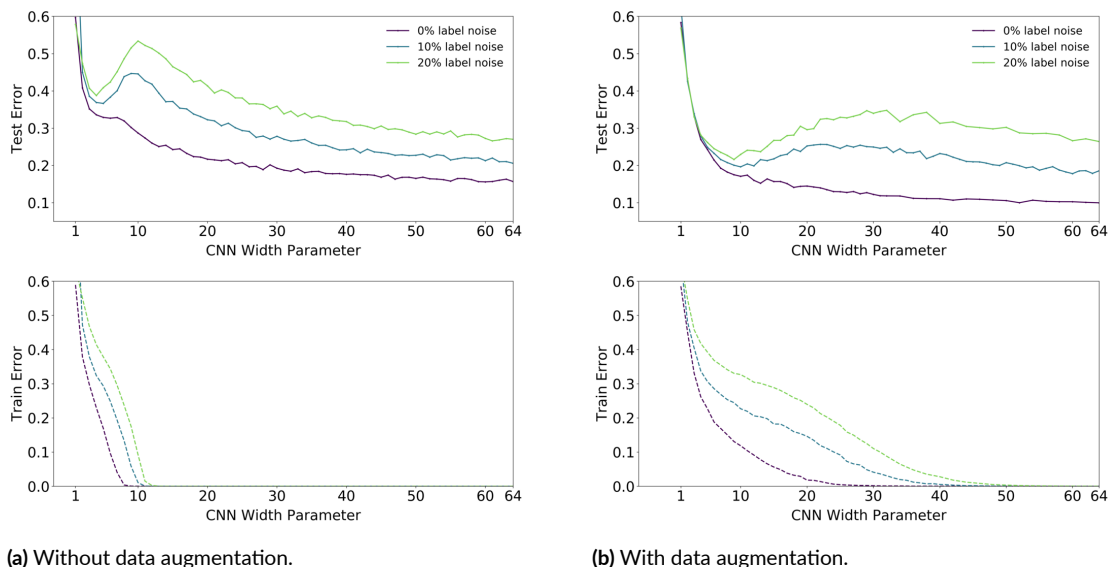 0.6
0.5
0.4
0.3
0.2
0.1
Test Error
0% label noise
10% label noise
20% label noise
1 10 20 30 40 50 60 64
CNN Width Parameter
0.6
0.5
0.4
0.3
0.2
0.1
Test Error
0% label noise
10% label noise
20% label noise
1 10 20 30 40 50 60 64
CNN Width Parameter
0.6
0.5
0.4
0.3
0.2
0.1
0.0
Train Error
1 10 20 30 40 50 60 64
CNN Width Parameter
0.6
0.5
0.4
0.3
0.2
0.1
0.0
Train Error
1 10 20 30 40 50 60 64
CNN Width Parameter
(a) Without data augmentation.
(b) With data augmentation.